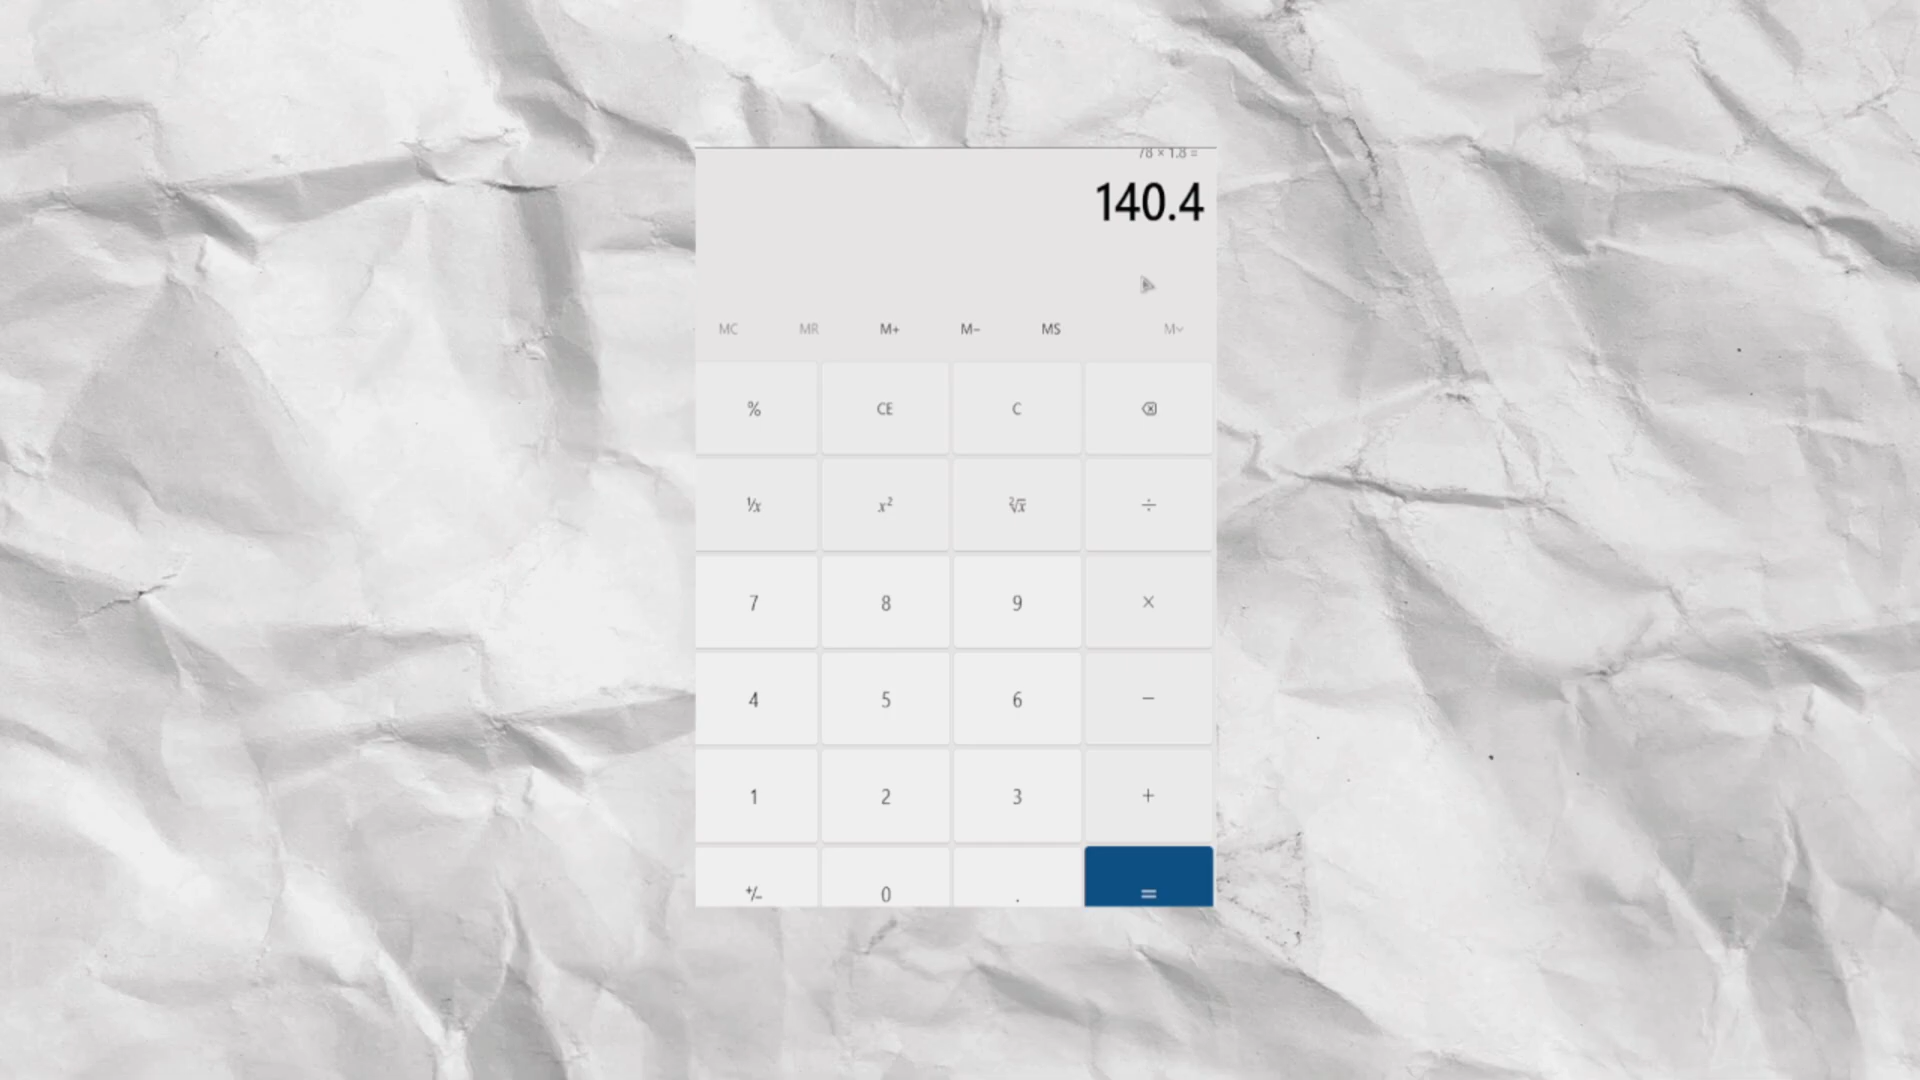 78 × 1.8 =
140.4
MC MR M+ M- MS M˅
% CE C
¹/x x² ²√x ÷
7 8 9 ×
4 5 6 −
1 2 3 +
+/− 0 . =